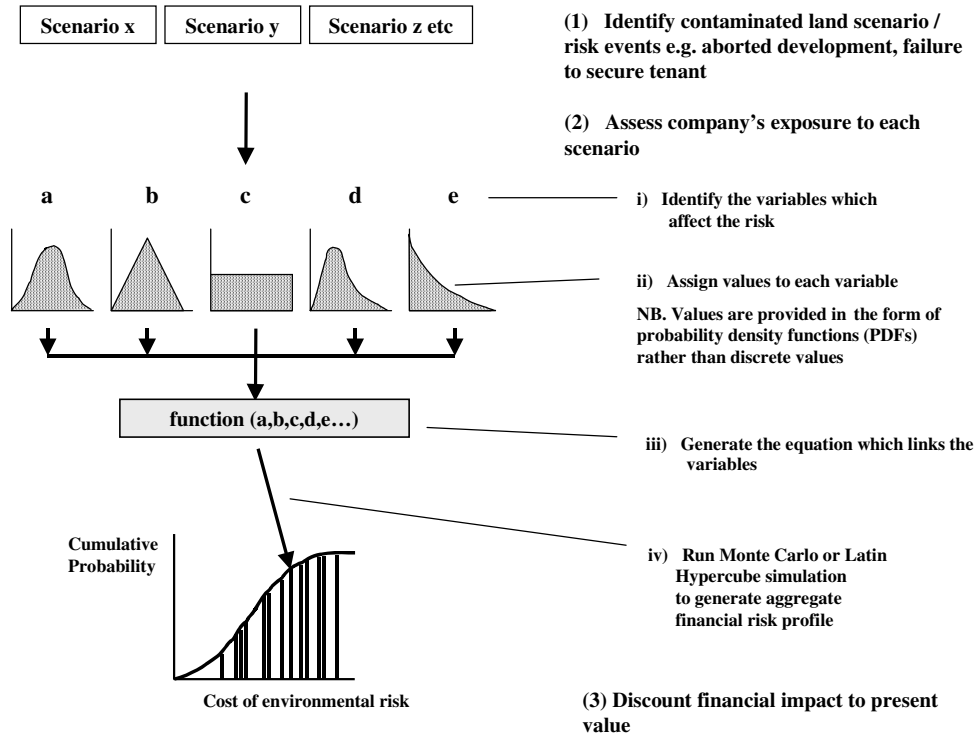 Scenario x
Scenario y
Scenario z etc
(1) Identify contaminated land scenario /
risk events e.g. aborted development, failure
to secure tenant
(2) Assess company's exposure to each
scenario
a
b
c
d
e
i) Identify the variables which
affect the risk
ii) Assign values to each variable
NB. Values are provided in the form of
probability density functions (PDFs)
rather than discrete values
function (a,b,c,d,e…)
iii) Generate the equation which links the
variables
Cumulative
Probability
iv) Run Monte Carlo or Latin
Hypercube simulation
to generate aggregate
financial risk profile
Cost of environmental risk
(3) Discount financial impact to present
value